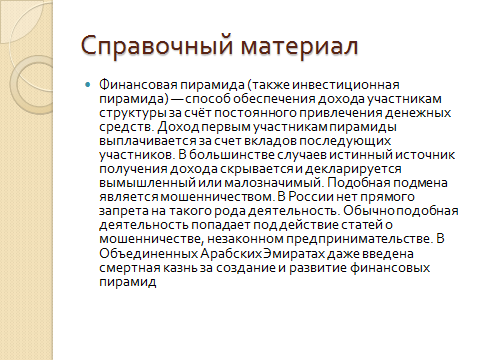 Справочный материал
Финансовая пирамида (также инвестиционная
пирамида) — способ обеспечения дохода участникам
структуры за счёт постоянного привлечения денежных
средств. Доход первым участникам пирамиды
выплачивается за счет вкладов последующих
участников. В большинстве случаев истинный источник
получения дохода скрывается и декларируется
вымышленный или малозначимый. Подобная подмена
является мошенничеством. В России нет прямого
запрета на такого рода деятельность. Обычно подобная
деятельность попадает под действие статей о
мошенничестве, незаконном предпринимательстве. В
Объединенных Арабских Эмиратах даже введена
смертная казнь за создание и развитие финансовых
пирамид